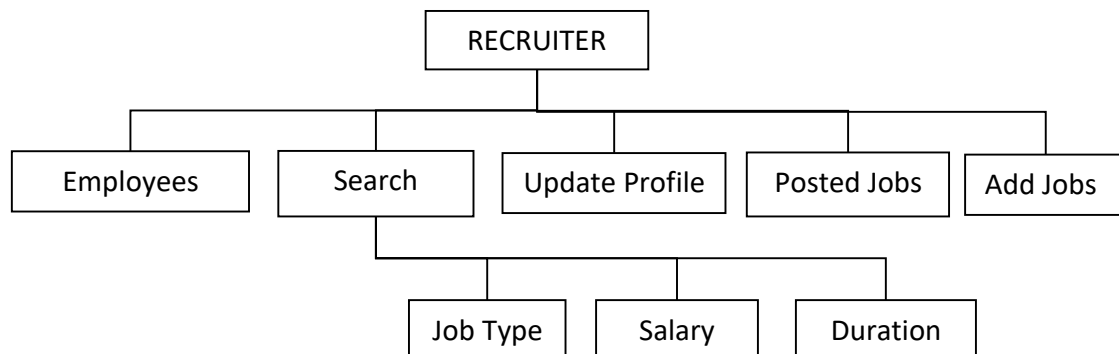 RECRUITER
Employees
Search
Update Profile
Posted Jobs
Add Jobs
Job Type
Salary
Duration